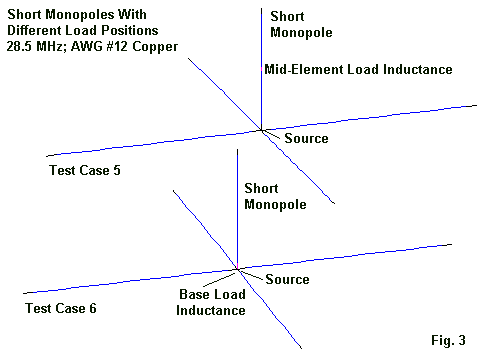 Short Monopoles With
Different Load Positions
28.5 MHz; AWG #12 Copper
Short
Monopole
Mid-Element Load Inductance
Source
Test Case 5
Short
Monopole
Source
Base Load
Inductance
Test Case 6
Fig. 3